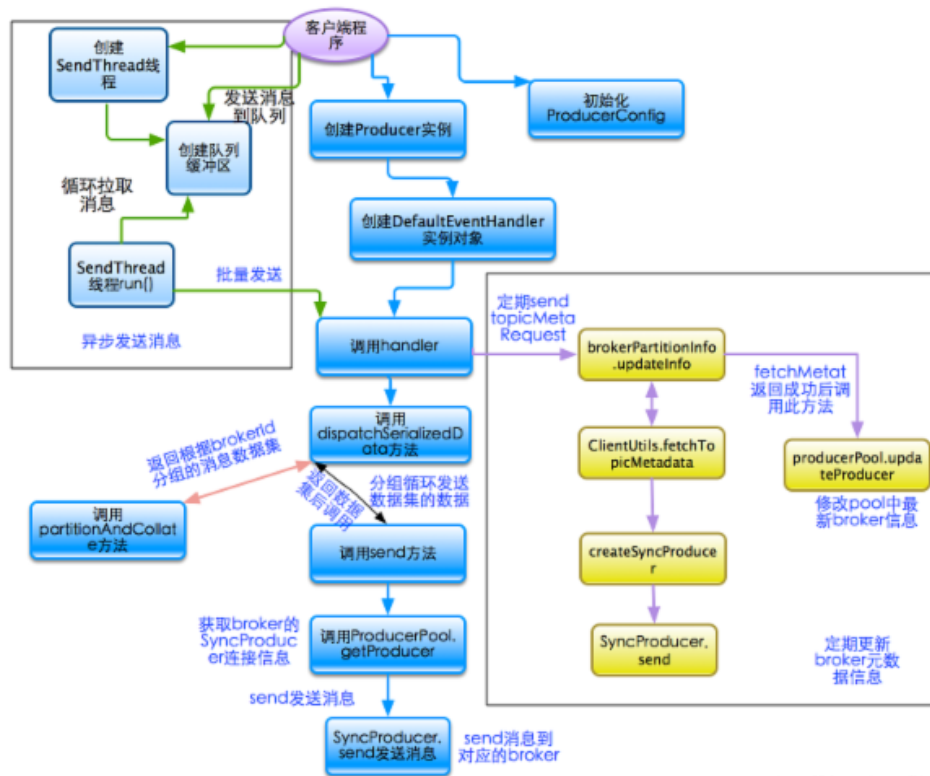 客户端程
序
创建
SendThread线
程
发送消息
到队列
初始化
ProducerConfig
创建Producer实例
创建队列
缓冲区
循环拉取
消息
创建DefaultEventHandler
实例对象
SendThread
线程run()
批量发送
异步发送消息
调用handler
定期send
topicMeta
Request
brokerPartitionInfo
.updateInfo
fetchMetat
返回成功后调
用此方法
调用
dispatchSerializedD
ata方法
ClientUtils.fetchTo
picMetadata
producerPool.upd
ateProducer
修改pool中最
新broker信息
返回根据brokerId
分组的消息数据集
返回数据
集后调用
分组循环发送
数据集的数据
调用
partitionAndCollat
e方法
调用send方法
createSyncProduce
r
获取broker的
SyncProduc
er连接信息
调用ProducerPool.
getProducer
SyncProducer.
send
定期更新
broker元数
据信息
send发送消息
SyncProducer.
send发送消息
send消息到
对应的broker